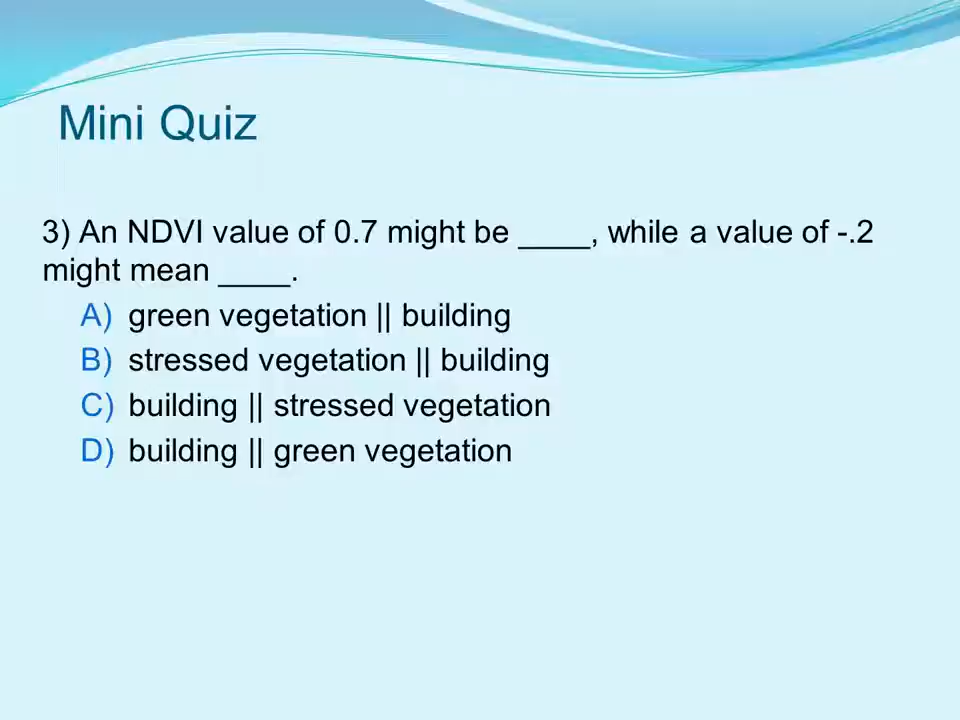 Mini Quiz
3) An NDVI value of 0.7 might be ____, while a value of -.2
might mean ____.
A) green vegetation || building
B) stressed vegetation || building
C) building || stressed vegetation
D) building || green vegetation